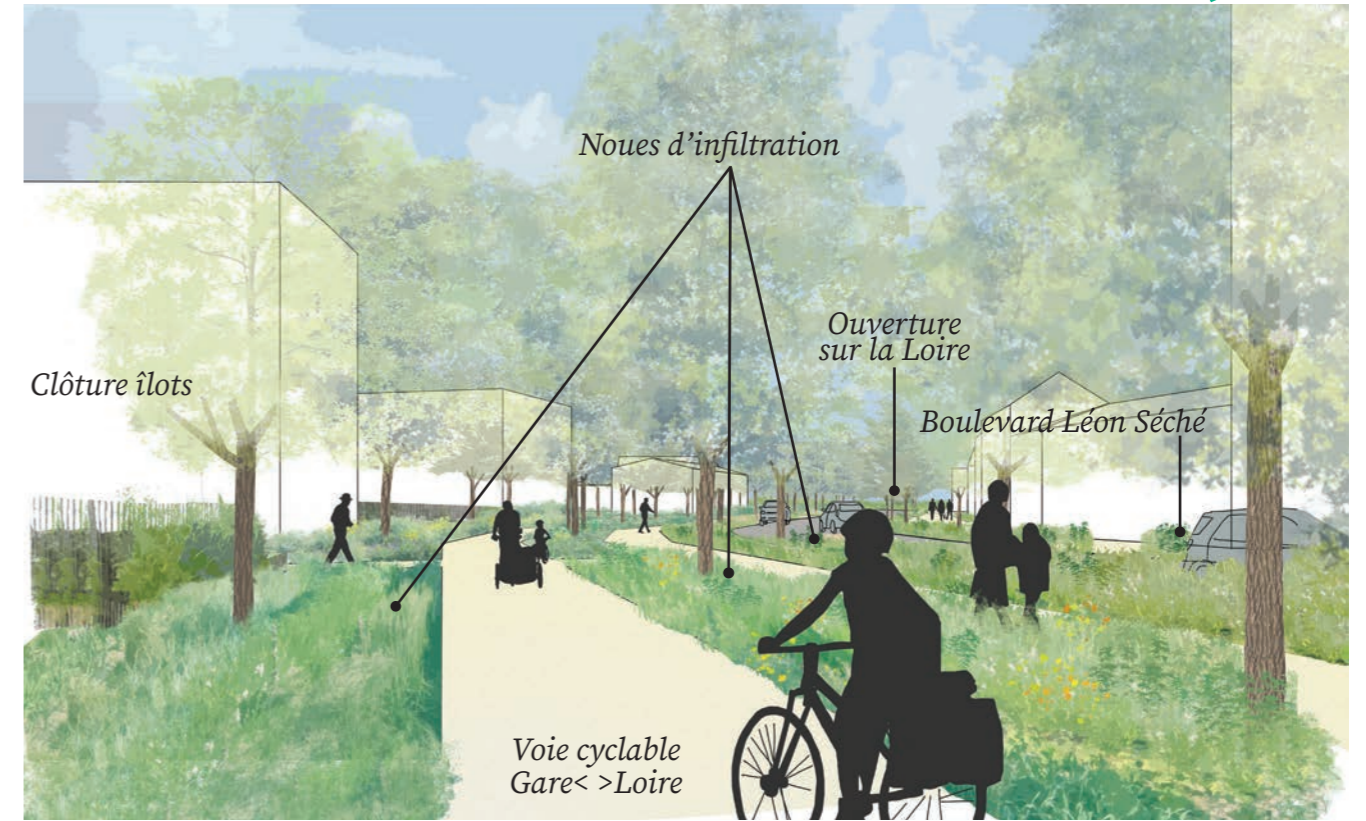 Noues d’infiltration
Ouverture
sur la Loire
Clôture îlots
Boulevard Léon Séché
Voie cyclable
Gare< >Loire